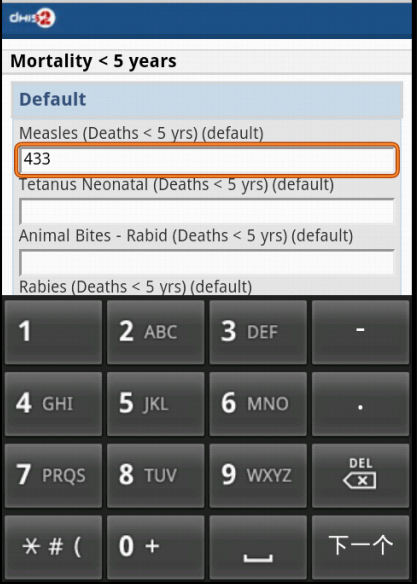 dHIS2
Mortality < 5 years
Default
Measles (Deaths < 5 yrs) (default)
433
Tetanus Neonatal (Deaths < 5 yrs) (default)
Animal Bites - Rabid (Deaths < 5 yrs) (default)
Rabies (Deaths < 5 yrs) (default)
1 2 ABC 3 DEF -
4 GHI 5 JKL 6 MNO .
7 PRQS 8 TUV 9 WXYZ DEL
* # ( 0 + 下一个